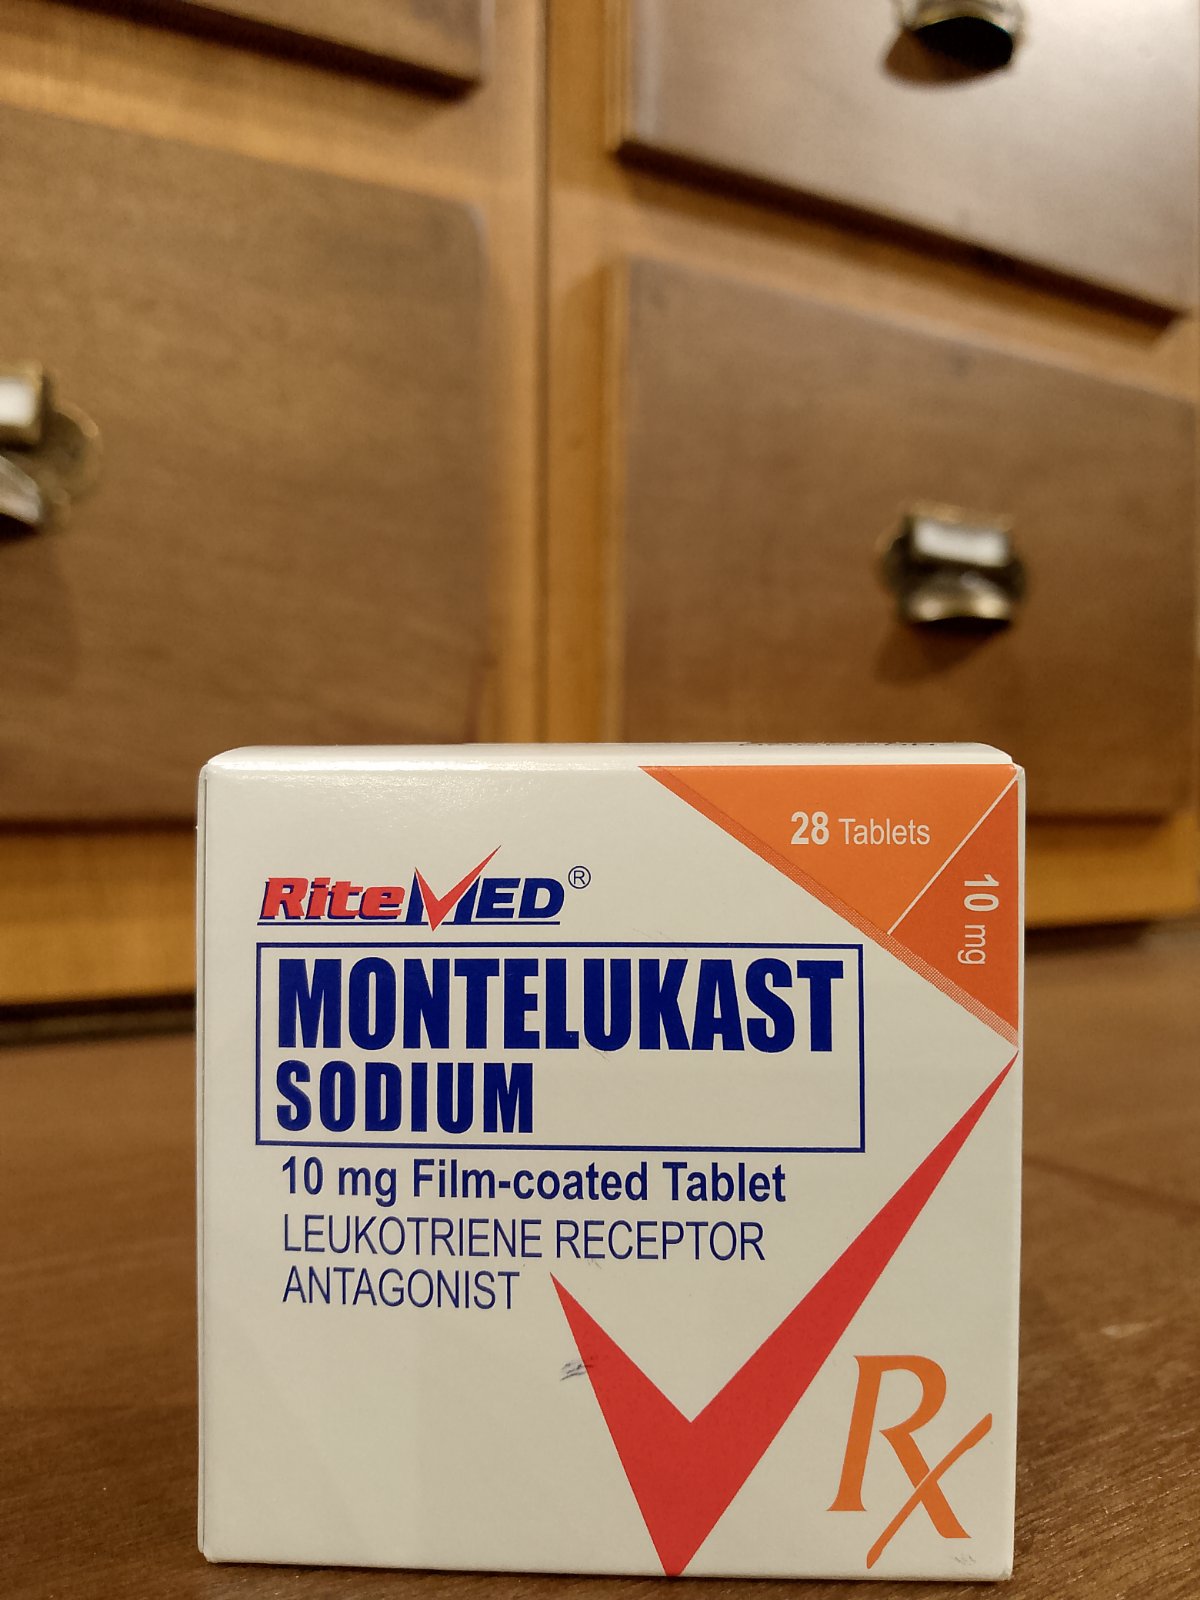 28 Tablets
10 mg
RiteMED®
MONTELUKAST
SODIUM
10 mg Film-coated Tablet
LEUKOTRIENE RECEPTOR
ANTAGONIST
Rx